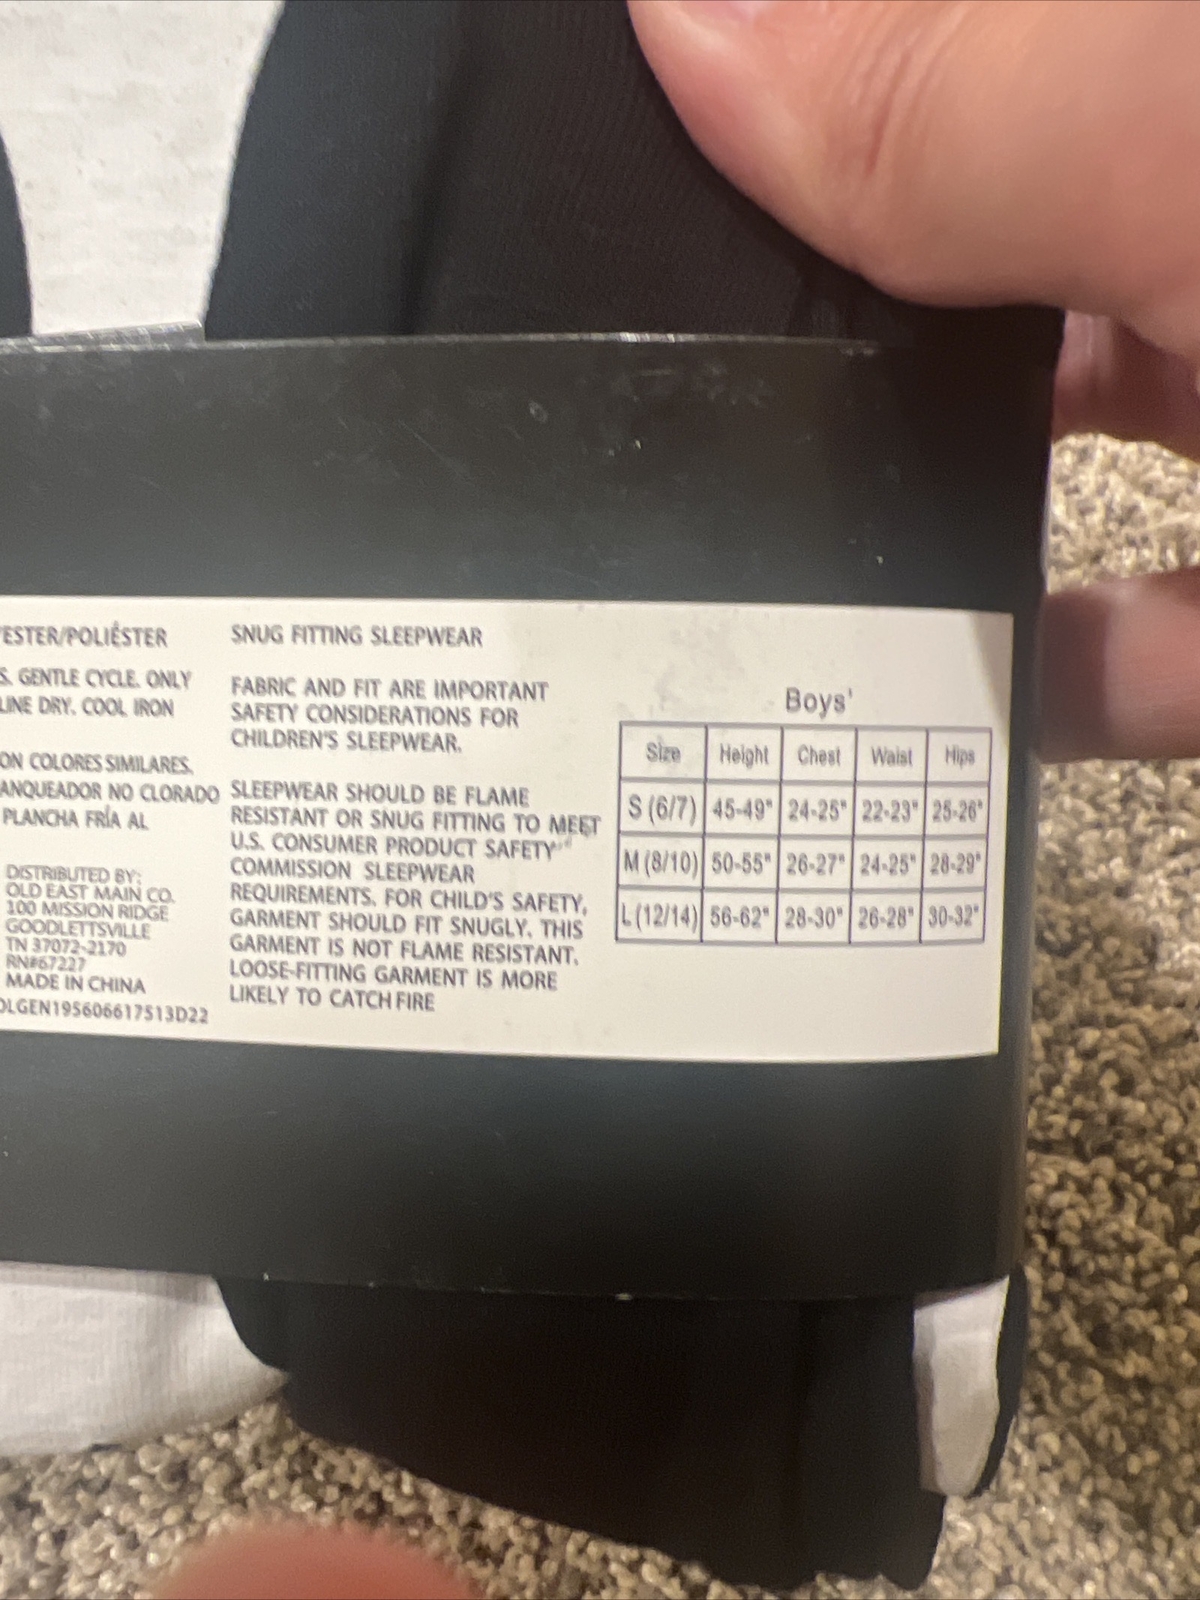 ESTER/POLIÉSTER
S. GENTLE CYCLE. ONLY
LINE DRY. COOL IRON
ON COLORES SIMILARES.
ANQUEADOR NO CLORADO
PLANCHA FRÍA AL
DISTRIBUTED BY:
OLD EAST MAIN CO.
100 MISSION RIDGE
GOODLETTSVILLE
TN 37072-2170
RN#67227
MADE IN CHINA
DLGEN195606617513D22
SNUG FITTING SLEEPWEAR
FABRIC AND FIT ARE IMPORTANT
SAFETY CONSIDERATIONS FOR
CHILDREN'S SLEEPWEAR.
SLEEPWEAR SHOULD BE FLAME
RESISTANT OR SNUG FITTING TO MEET
U.S. CONSUMER PRODUCT SAFETY
COMMISSION SLEEPWEAR
REQUIREMENTS. FOR CHILD'S SAFETY,
GARMENT SHOULD FIT SNUGLY. THIS
GARMENT IS NOT FLAME RESISTANT.
LOOSE-FITTING GARMENT IS MORE
LIKELY TO CATCH FIRE
Boys'
Size Height Chest Waist Hips
S (6/7) 45-49" 24-25" 22-23" 25-26"
M (8/10) 50-55" 26-27" 24-25" 28-29"
L (12/14) 56-62" 28-30" 26-28" 30-32"